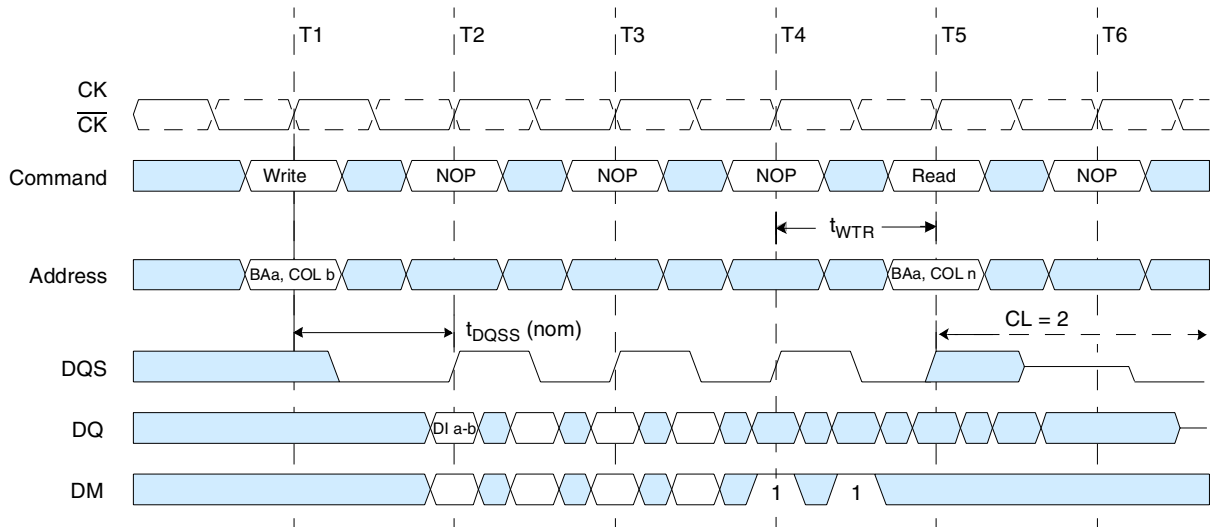 T1 T2 T3 T4 T5 T6
CK
CK
Command Write NOP NOP NOP Read NOP
tWTR
Address BAa, COL b BAa, COL n
tDQSS (nom) CL = 2
DQS
DQ DI a-b
DM 1 1